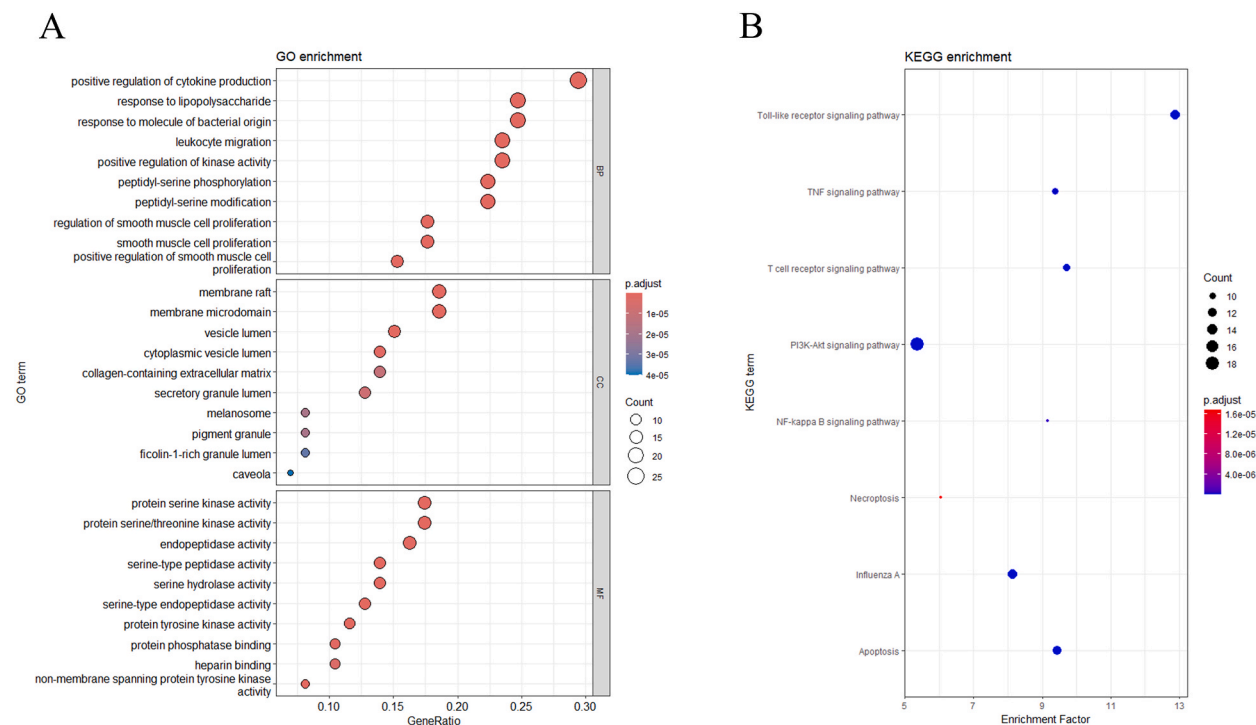 A
GO enrichment
positive regulation of cytokine production
response to lipopolysaccharide
response to molecule of bacterial origin
leukocyte migration
positive regulation of kinase activity
peptidyl-serine phosphorylation
peptidyl-serine modification
regulation of smooth muscle cell proliferation
smooth muscle cell proliferation
positive regulation of smooth muscle cell
proliferation
BP
membrane raft
membrane microdomain
vesicle lumen
cytoplasmic vesicle lumen
collagen-containing extracellular matrix
secretory granule lumen
melanosome
pigment granule
ficolin-1-rich granule lumen
caveola
CC
protein serine kinase activity
protein serine/threonine kinase activity
endopeptidase activity
serine-type peptidase activity
serine hydrolase activity
serine-type endopeptidase activity
protein tyrosine kinase activity
protein phosphatase binding
heparin binding
non-membrane spanning protein tyrosine kinase
activity
MF
GO term
0.10 0.15 0.20 0.25 0.30
GeneRatio
p.adjust
1e-05
2e-05
3e-05
4e-05
Count
10
15
20
25
B
KEGG enrichment
Toll-like receptor signaling pathway
TNF signaling pathway
T cell receptor signaling pathway
PI3K-Akt signaling pathway
NF-kappa B signaling pathway
Necroptosis
Influenza A
Apoptosis
KEGG term
5 7 9 11 13
Enrichment Factor
Count
10
12
14
16
18
p.adjust
1.6e-05
1.2e-05
8.0e-06
4.0e-06